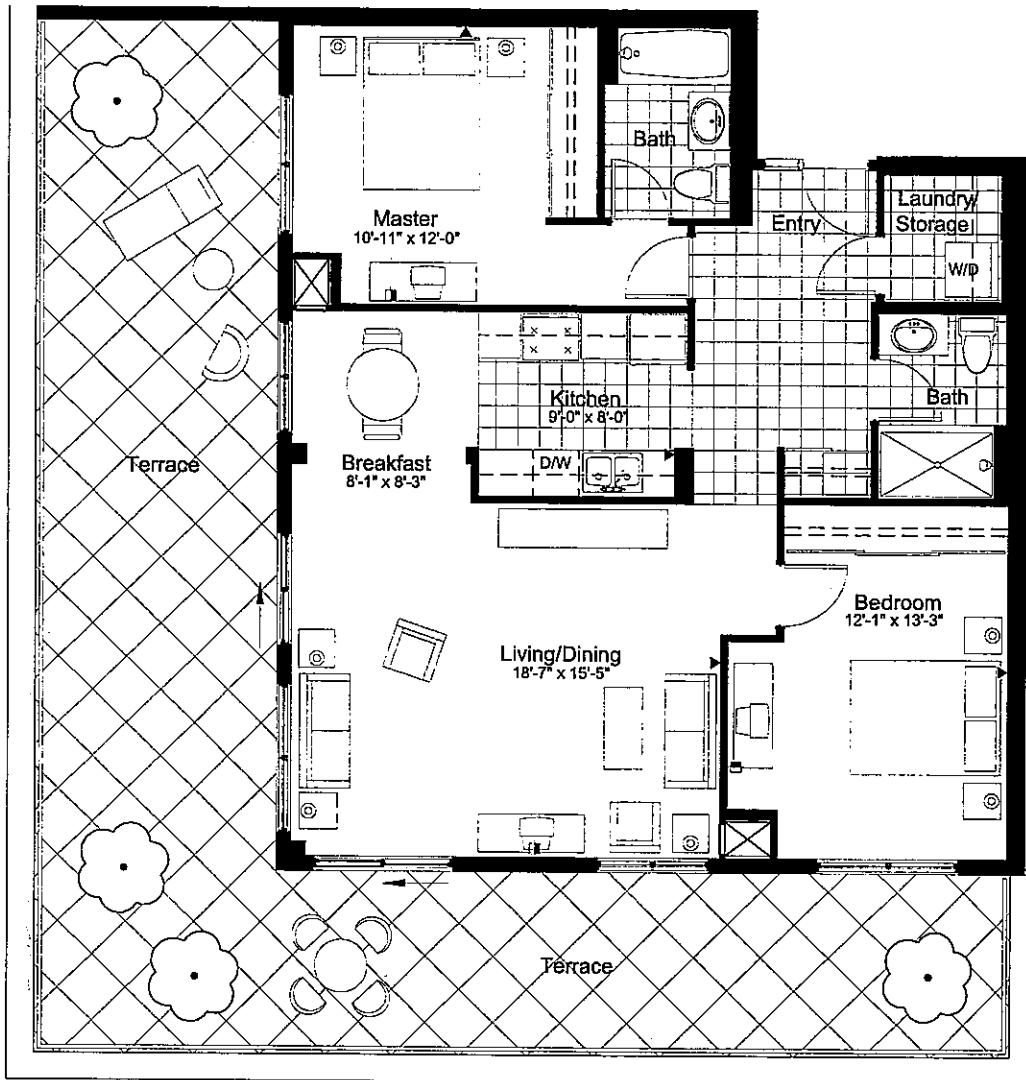 Bath
Master
10'-11" x 12'-0"
Entry
Laundry/
Storage
W/D
Kitchen
9'-0" x 8'-0"
Bath
Terrace
Breakfast
8'-1" x 8'-3"
D/W
Bedroom
12'-1" x 13'-3"
Living/Dining
18'-7" x 15'-5"
Terrace